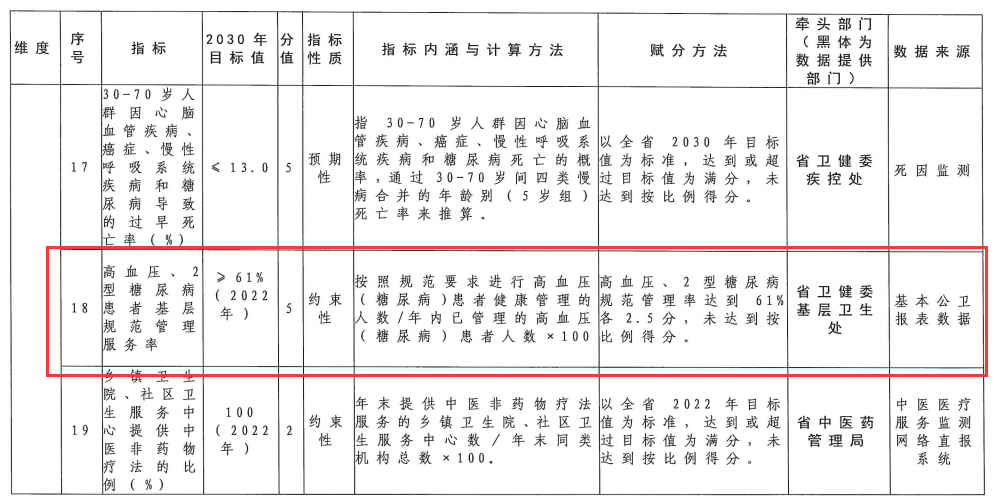 维度
序号
指标
2030年
目标值
分值
指标
性质
指标内涵与计算方法
赋分方法
牵头部门
（黑体为
数据提供
部门）
数据来源
17
30-70岁人
群因心脑
血管疾病、
癌症、慢性
呼吸系统
疾病和糖
尿病导致
的过早死
亡率(%)
≤13.0
5
预期
性
指30-70岁人群因心脑血
管疾病、癌症、慢性呼吸系
统疾病和糖尿病死亡的概
率,通过30-70岁间四类慢
病合并的年龄别(5岁组)
死亡率来推算。
以全省2030年目标
值为标准,达到或超
过目标值为满分,未
达到按比例得分。
省卫健委
疾控处
死因监测
18
高血压、2
型糖尿病
患者基层
规范管理
服务率
≥61%
(2022
年)
5
约束
性
按照规范要求进行高血压
(糖尿病)患者健康管理的
人数/年内已管理的高血压
(糖尿病)患者人数×100
高血压、2型糖尿病
规范管理率达到61%
各2.5分,未达到按
比例得分。
省卫健委
基层卫生
处
基本公卫
报表数据
19
乡镇卫生
院、社区卫
生服务中
心提供中
医非药物
疗法的比
例(%)
100
(2022
年)
2
约束
性
年末提供中医非药物疗法
服务的乡镇卫生院、社区卫
生服务中心数/年末同类
机构总数×100。
以全省2022年目标
值为标准,达到或超
过目标值为满分,未
达到按比例得分。
省中医药
管理局
中医医疗
服务监测
网络直报
系统